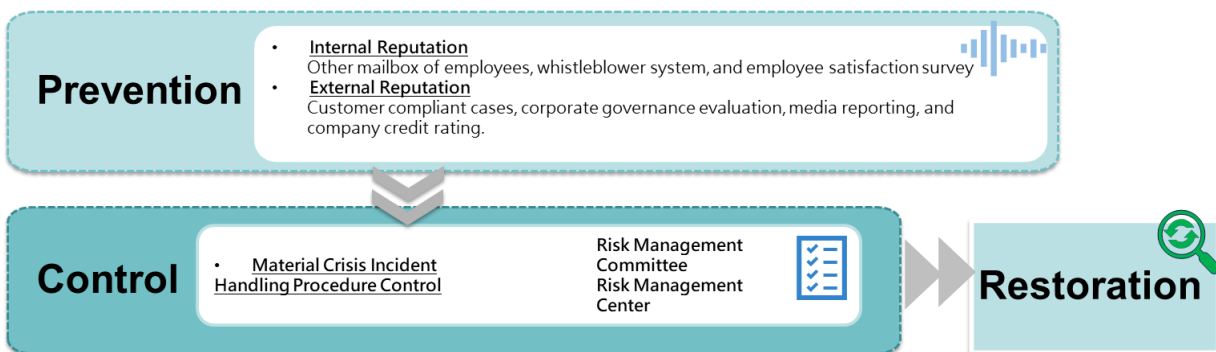 Prevention
• Internal Reputation
Other mailbox of employees, whistleblower system, and employee satisfaction survey
• External Reputation
Customer compliant cases, corporate governance evaluation, media reporting, and
company credit rating.
Control
• Material Crisis Incident
Handling Procedure Control
Risk Management
Committee
Risk Management
Center
Restoration